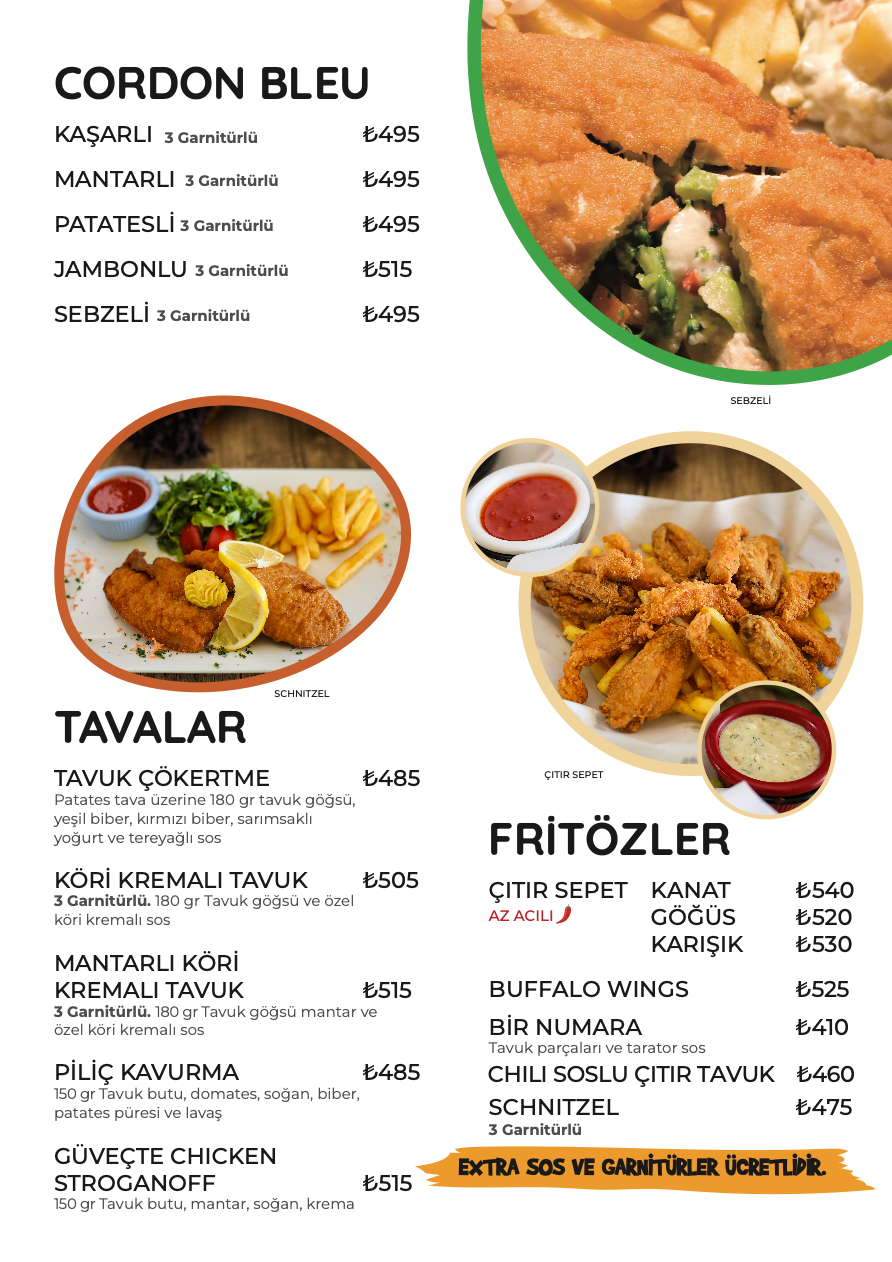 CORDON BLEU
KAŞARLI 3 Garnitürlü ₺495
MANTARLI 3 Garnitürlü ₺495
PATATESLİ 3 Garnitürlü ₺495
JAMBONLU 3 Garnitürlü ₺515
SEBZELİ 3 Garnitürlü ₺495
SEBZELİ
SCHNITZEL
TAVALAR
TAVUK ÇÖKERTME ₺485
Patates tava üzerine 180 gr tavuk göğsü,
yeşil biber, kırmızı biber, sarımsaklı
yoğurt ve tereyağlı sos
KÖRİ KREMALI TAVUK ₺505
3 Garnitürlü. 180 gr Tavuk göğsü ve özel
köri kremalı sos
MANTARLI KÖRİ
KREMALI TAVUK ₺515
3 Garnitürlü. 180 gr Tavuk göğsü mantar ve
özel köri kremalı sos
PİLİÇ KAVURMA ₺485
150 gr Tavuk butu, domates, soğan, biber,
patates püresi ve lavaş
GÜVEÇTE CHICKEN
STROGANOFF ₺515
150 gr Tavuk butu, mantar, soğan, krema
ÇITIR SEPET
FRİTÖZLER
ÇITIR SEPET KANAT ₺540
AZ ACILI GÖĞÜS ₺520
KARIŞIK ₺530
BUFFALO WINGS ₺525
BİR NUMARA ₺410
Tavuk parçaları ve tarator sos
CHILI SOSLU ÇITIR TAVUK ₺460
SCHNITZEL ₺475
3 Garnitürlü
EXTRA SOS VE GARNİTÜRLER ÜCRETLİDİR.